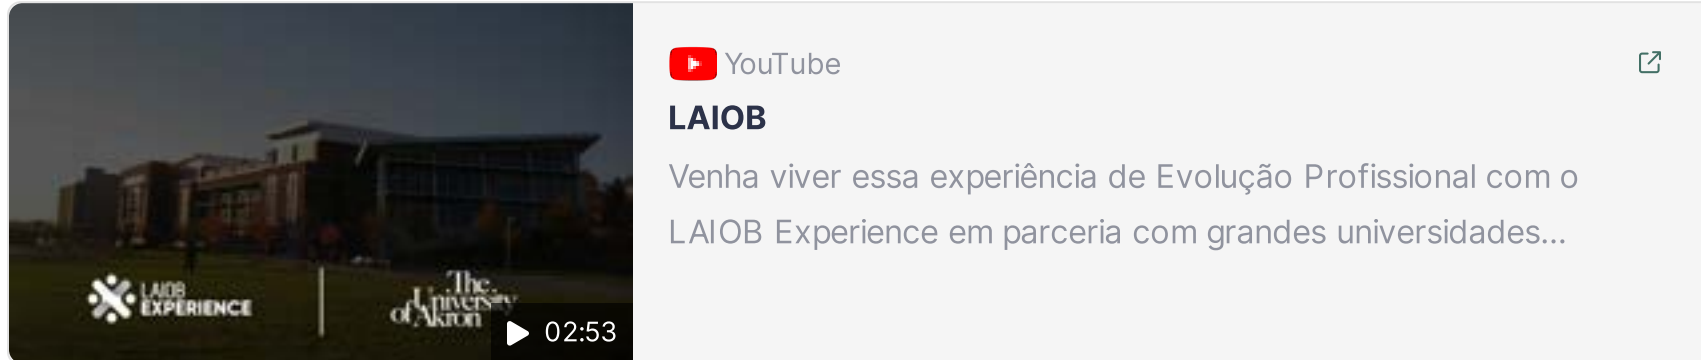 YouTube
LAIOB
Venha viver essa experiência de Evolução Profissional com o
LAIOB Experience em parceria com grandes universidades...
LAIOB
EXPERIENCE
The
University
of Akron
02:53